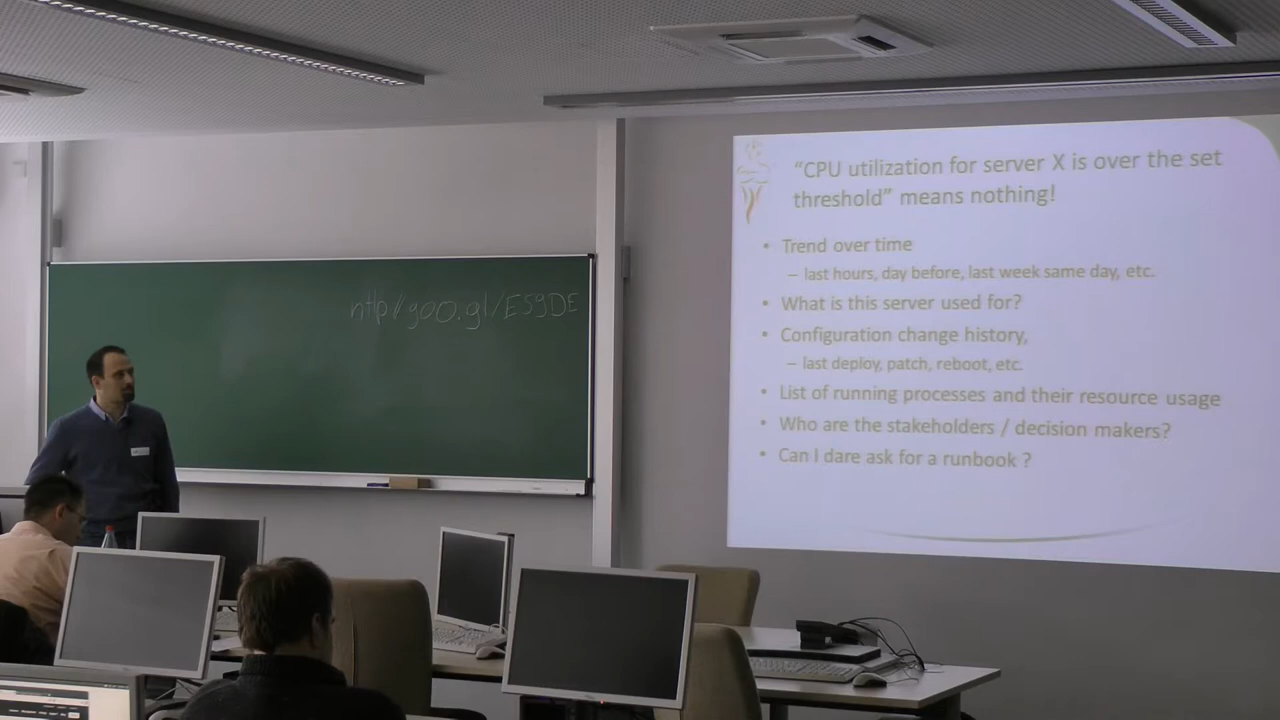 http://goo.gl/ES9DE
“CPU utilization for server X is over the set
threshold” means nothing!
• Trend over time
– last hours, day before, last week same day, etc.
• What is this server used for?
• Configuration change history,
– last deploy, patch, reboot, etc.
• List of running processes and their resource usage
• Who are the stakeholders / decision makers?
• Can I dare ask for a runbook ?